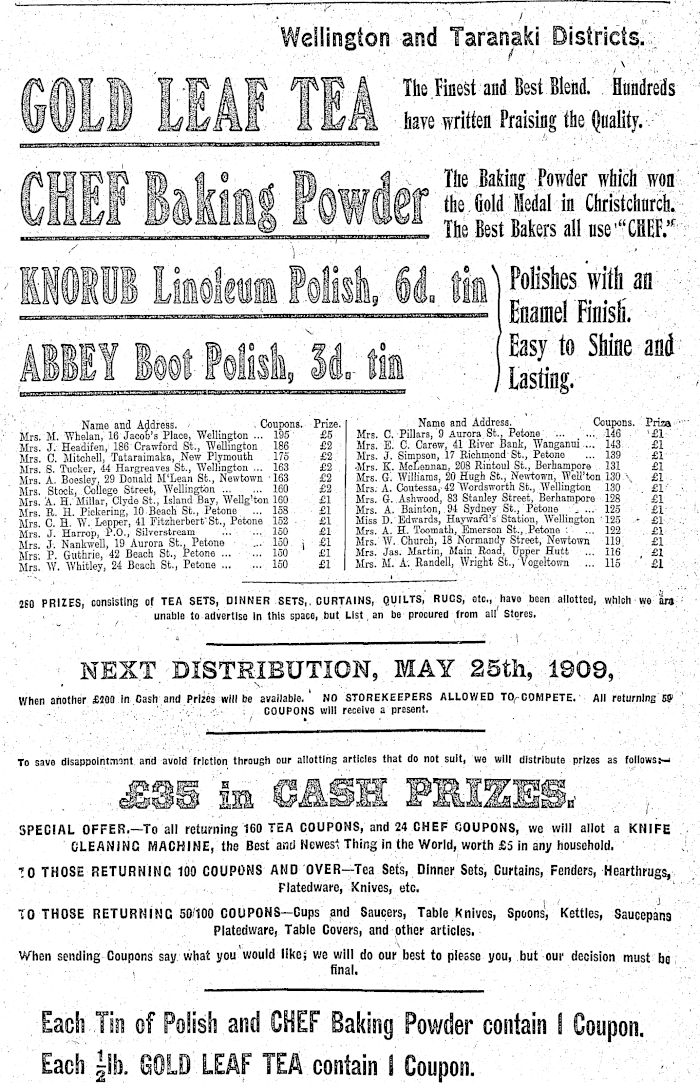 Wellington and Taranaki Districts.
GOLD LEAF TEA
The Finest and Best Blend. Hundreds
have written Praising the Quality.
CHEF Baking Powder
The Baking Powder which won
the Gold Medal in Christchurch.
The Best Bakers all use "CHEF."
KNORUB Linoleum Polish, 6d. tin
ABBEY Boot Polish, 3d. tin
Polishes with an
Enamel Finish.
Easy to Shine and
Lasting.
Name and Address. Coupons. Prize.
Mrs. M. Whelan, 16 Jacob's Place, Wellington ... 195 £5
Mrs. J. Headifen, 186 Crawford St., Wellington 186 £2
Mrs. C. Mitchell, Tataraimaka, New Plymouth 175 £2
Mrs. S. Tucker, 44 Hargreaves St., Wellington ... 163 £2
Mrs. A. Boesley, 29 Donald M'Lean St., Newtown 163 £2
Mrs. Stock, College Street, Wellington ... ... 160 £2
Mrs. A. H. Millar, Clyde St., Island Bay, Wellg'ton 160 £1
Mrs. R. H. Pickering, 10 Beach St., Petone ... 158 £1
Mrs. C. H. W. Lepper, 41 Fitzherbert St., Petone 152 £1
Mrs. J. Harrop, P.O., Silverstream ... ... 150 £1
Mrs. J. Nankwell, 19 Aurora St., Petone ... 150 £1
Mrs. P. Guthrie, 42 Beach St., Petone ... ... 150 £1
Mrs. W. Whitley, 24 Beach St., Petone ... ... 150 £1
Name and Address. Coupons. Prize
Mrs. C. Pillars, 9 Aurora St., Petone ... ... 146 £1
Mrs. E. C. Carew, 41 River Bank, Wanganui ... 143 £1
Mrs. J. Simpson, 17 Richmond St., Petone ... 139 £1
Mrs. K. McLennan, 208 Rintoul St., Berhampore 131 £1
Mrs. G. Williams, 20 Hugh St., Newtown, Well'ton 130 £1
Mrs. A. Coutessa, 42 Wordsworth St., Wellington 130 £1
Mrs. G. Ashwood, 83 Stanley Street, Berhampore 128 £1
Mrs. A. Bainton, 94 Sydney St., Petone ... 125 £1
Miss D. Edwards, Hayward's Station, Wellington 125 £1
Mrs. A. H. Toomath, Emerson St., Petone ... 122 £1
Mrs. W. Church, 18 Normandy Street, Newtown 119 £1
Mrs. Jas. Martin, Main Road, Upper Hutt ... 116 £1
Mrs. M. A. Randell, Wright St., Vogeltown ... 115 £1
280 PRIZES, consisting of TEA SETS, DINNER SETS, CURTAINS, QUILTS, RUGS, etc., have been allotted, which we are
unable to advertise in this space, but List an be procured from all Stores.
NEXT DISTRIBUTION, MAY 25th, 1909,
When another £200 in Cash and Prizes will be available. NO STOREKEEPERS ALLOWED TO COMPETE. All returning 50
COUPONS will receive a present.
To save disappointment and avoid friction through our allotting articles that do not suit, we will distribute prizes as follows:—
£35 in CASH PRIZES.
SPECIAL OFFER.—To all returning 160 TEA COUPONS, and 24 CHEF COUPONS, we will allot a KNIFE
CLEANING MACHINE, the Best and Newest Thing in the World, worth £5 in any household.
TO THOSE RETURNING 100 COUPONS AND OVER—Tea Sets, Dinner Sets, Curtains, Fenders, Hearthrugs,
Flatedware, Knives, etc.
TO THOSE RETURNING 50/100 COUPONS—Cups and Saucers, Table Knives, Spoons, Kettles, Saucepans
Platedware, Table Covers, and other articles.
When sending Coupons say what you would like; we will do our best to please you, but our decision must be
final.
Each Tin of Polish and CHEF Baking Powder contain 1 Coupon.
Each ½lb. GOLD LEAF TEA contain 1 Coupon.